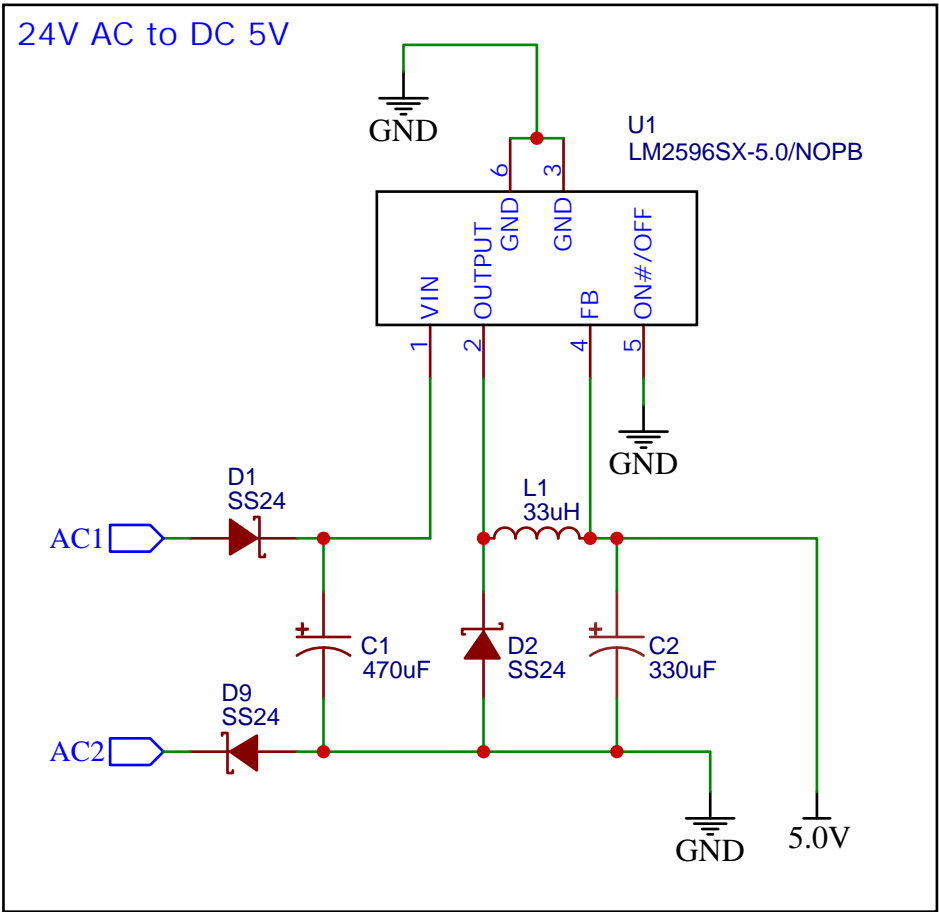 24V AC to DC 5V
GND
U1
LM2596SX-5.0/NOPB
6
3
GND
GND
VIN
OUTPUT
FB
ON#/OFF
1
2
4
5
GND
D1
SS24
L1
33uH
AC1
+
C1
470uF
D2
SS24
+
C2
330uF
D9
SS24
AC2
GND
5.0V